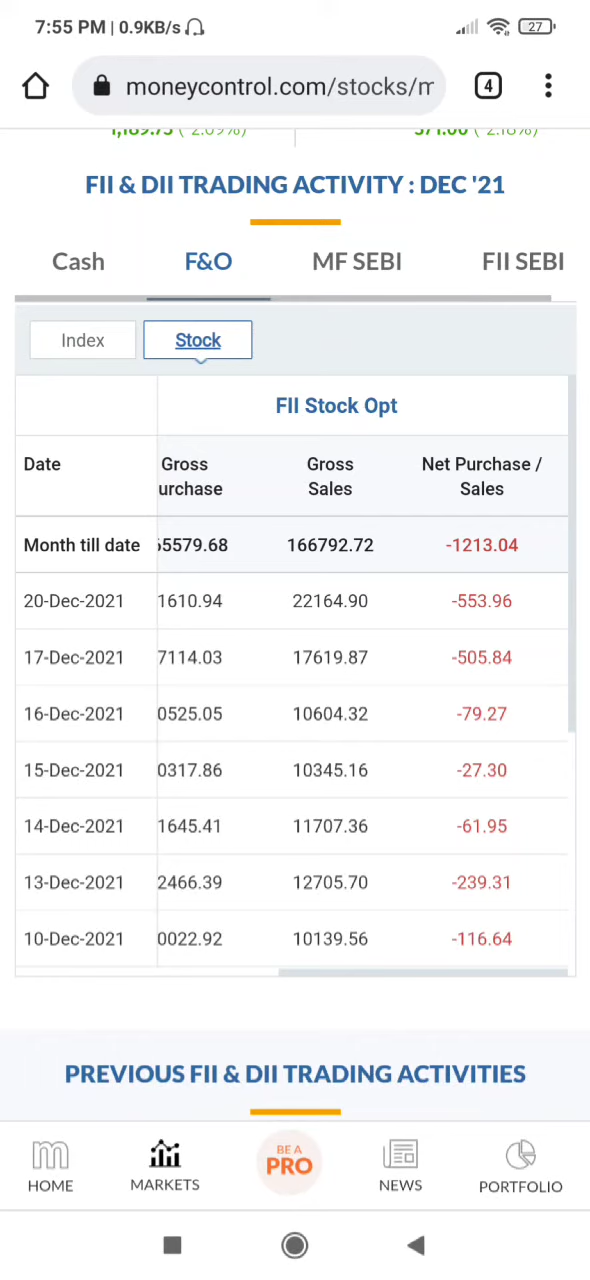 7:55 PM | 0.9KB/s
27
moneycontrol.com/stocks/m
4
FII & DII TRADING ACTIVITY : DEC '21
Cash F&O MF SEBI FII SEBI
Index Stock
FII Stock Opt
Date Gross urchase Gross Sales Net Purchase / Sales
Month till date 65579.68 166792.72 -1213.04
20-Dec-2021 1610.94 22164.90 -553.96
17-Dec-2021 7114.03 17619.87 -505.84
16-Dec-2021 0525.05 10604.32 -79.27
15-Dec-2021 0317.86 10345.16 -27.30
14-Dec-2021 1645.41 11707.36 -61.95
13-Dec-2021 2466.39 12705.70 -239.31
10-Dec-2021 0022.92 10139.56 -116.64
PREVIOUS FII & DII TRADING ACTIVITIES
BE A
PRO
HOME MARKETS NEWS PORTFOLIO